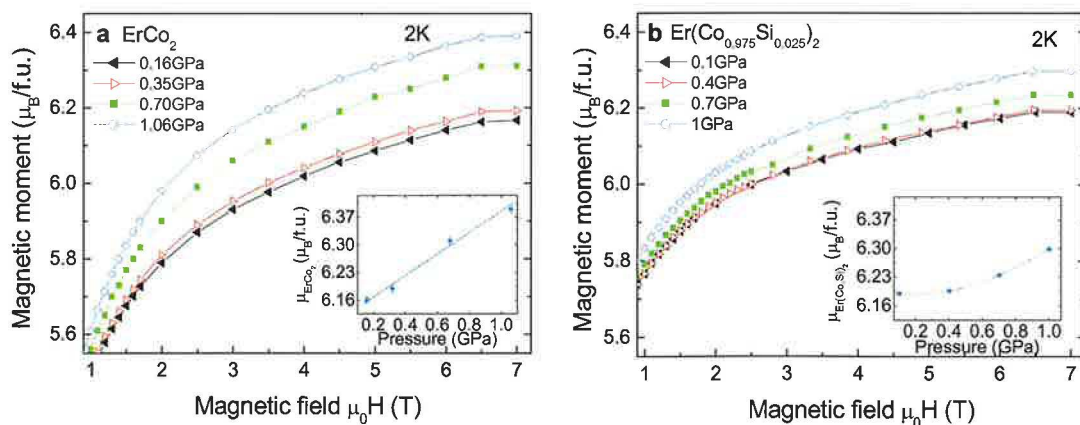 a ErCo₂ 2K
0.16GPa
0.35GPa
0.70GPa
1.06GPa
Magnetic moment (μB/f.u.)
6.4
6.2
6.0
5.8
5.6
μErCo₂ (μB/f.u.)
6.37
6.30
6.23
6.16
0.2 0.4 0.6 0.8 1.0
Pressure (GPa)
1 2 3 4 5 6 7
Magnetic field μ₀H (T)
b Er(Co0,975Si0,025)₂ 2K
0.1GPa
0.4GPa
0.7GPa
1GPa
Magnetic moment (μB/f.u.)
6.4
6.2
6.0
5.8
5.6
μEr(Co,Si)₂ (μB/f.u.)
6.37
6.30
6.23
6.16
0.2 0.4 0.6 0.8 1.0
Pressure (GPa)
1 2 3 4 5 6 7
Magnetic field μ₀H (T)